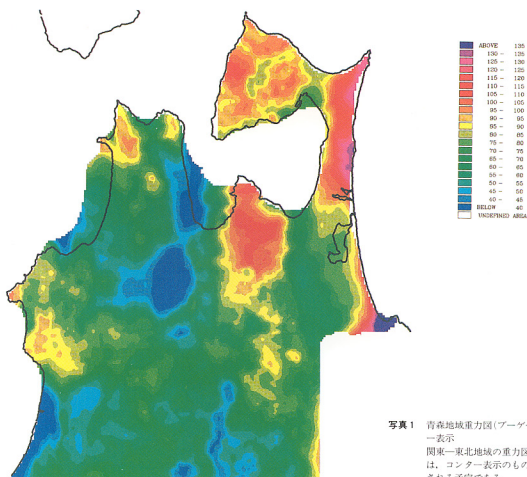 ABOVE 135
130 - 135
125 - 130
120 - 125
115 - 120
110 - 115
105 - 110
100 - 105
95 - 100
90 - 95
85 - 90
80 - 85
75 - 80
70 - 75
65 - 70
60 - 65
55 - 60
50 - 55
45 - 50
40 - 45
BELOW 40
UNDEFINED AREA
写真1 青森地域重力図(ブーゲ
ー表示
関東―東北地域の重力図
は,コンター表示のもの